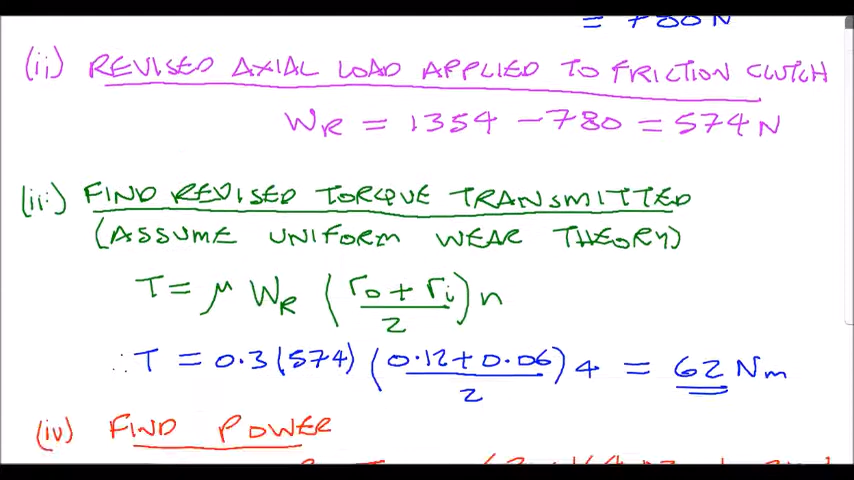 = 780 N
(ii) REVISED AXIAL LOAD APPLIED TO FRICTION CLUTCH
WR = 1354 - 780 = 574 N
(iii) FIND REVISED TORQUE TRANSMITTED
(ASSUME UNIFORM WEAR THEORY)
T = μ WR (ro + ri / 2) n
∴ T = 0.3 (574) (0.12 + 0.06 / 2) 4 = 62 Nm
(iv) FIND POWER